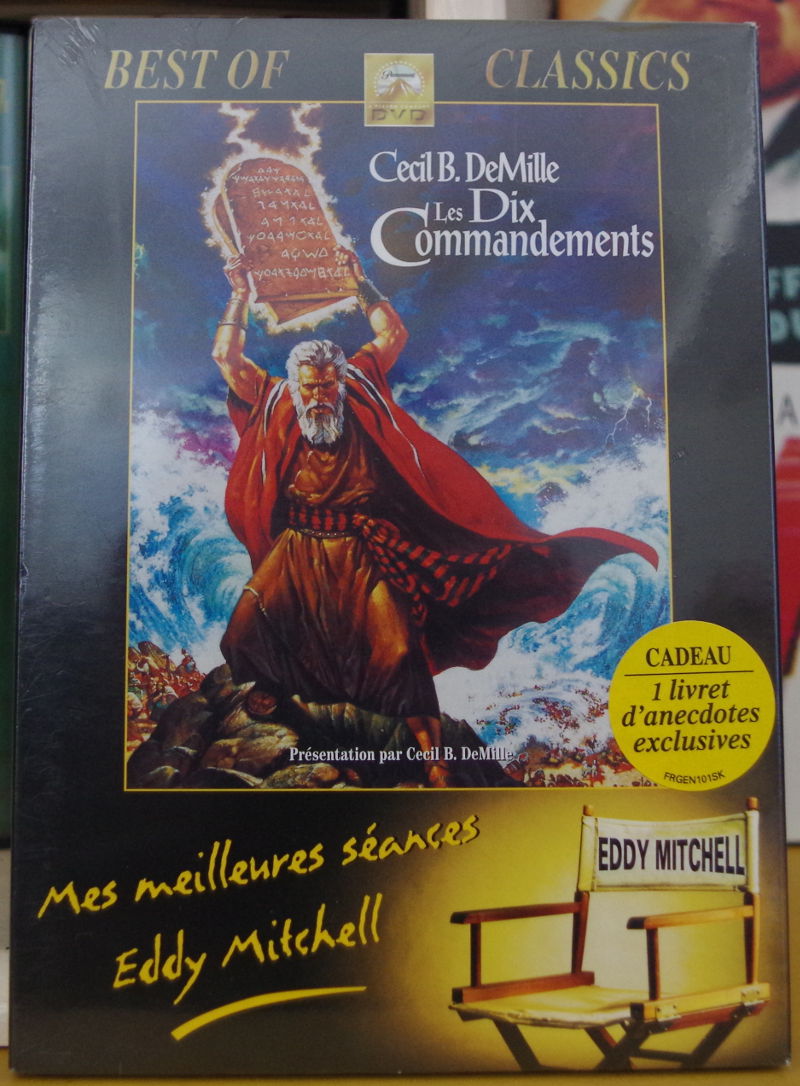 BEST OF CLASSICS
Paramount
DVD
Cecil B. DeMille
Les Dix
Commandements
Présentation par Cecil B. DeMille
CADEAU
1 livret
d'anecdotes
exclusives
FRGEN101SK
Mes meilleures séances
Eddy Mitchell
EDDY MITCHELL